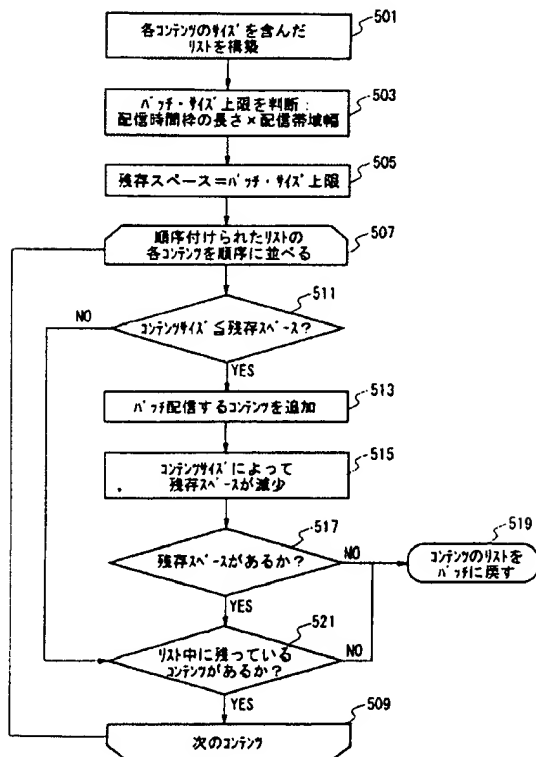 501
各コンテンツのサイズを含んだ
リストを構築
503
バッチ・サイズ上限を判断:
配信時間枠の長さ×配信帯域幅
505
残存スペース=バッチ・サイズ上限
507
順序付けられたリストの
各コンテンツを順序に並べる
511
NO
コンテンツサイズ≦残存スペース?
YES
513
バッチ配信するコンテンツを追加
515
コンテンツサイズによって
残存スペースが減少
517
519
残存スペースがあるか?
NO
コンテンツのリストを
バッチに戻す
YES
521
リスト中に残っている
コンテンツがあるか?
NO
YES
509
次のコンテンツ